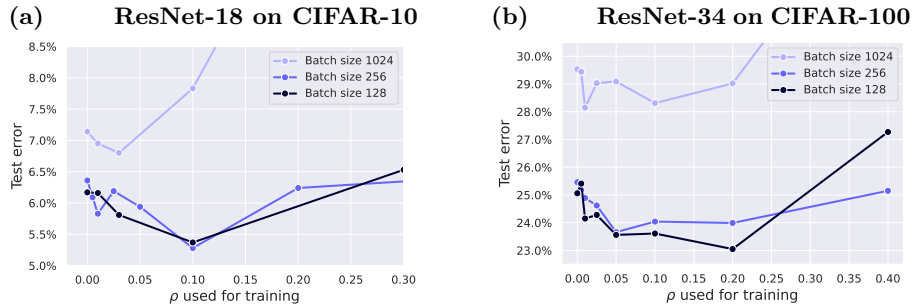 (a) ResNet-18 on CIFAR-10
8.5%
8.0%
7.5%
7.0%
6.5%
6.0%
5.5%
5.0%
Test error
Batch size 1024
Batch size 256
Batch size 128
0.00 0.05 0.10 0.15 0.20 0.25 0.30
ρ used for training
(b) ResNet-34 on CIFAR-100
30.0%
29.0%
28.0%
27.0%
26.0%
25.0%
24.0%
23.0%
Test error
Batch size 1024
Batch size 256
Batch size 128
0.00 0.05 0.10 0.15 0.20 0.25 0.30 0.35 0.40
ρ used for training